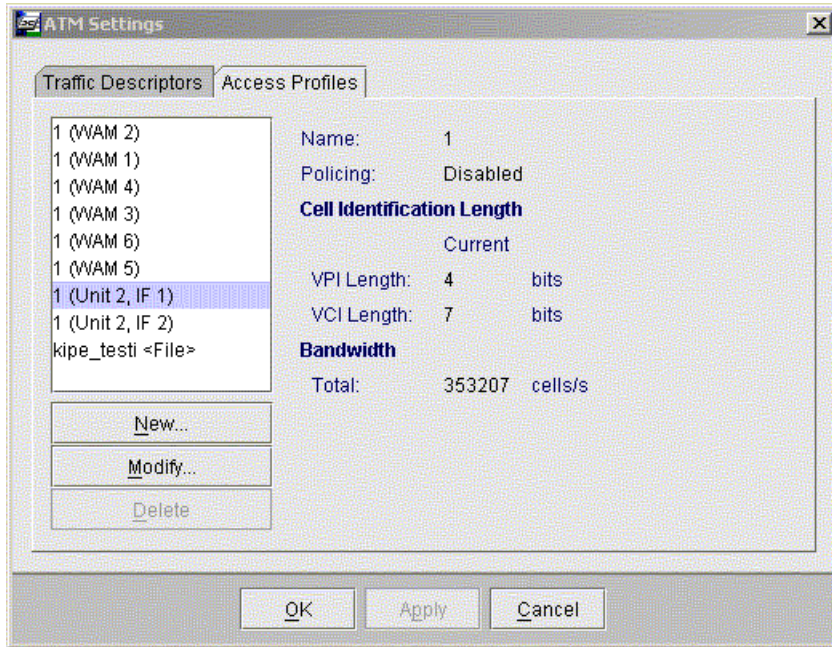 ATM Settings
Traffic Descriptors
Access Profiles
1 (WAM 2)
1 (WAM 1)
1 (WAM 4)
1 (WAM 3)
1 (WAM 6)
1 (WAM 5)
1 (Unit 2, IF 1)
1 (Unit 2, IF 2)
kipe_testi <File>
New...
Modify...
Delete
Name: 1
Policing: Disabled
Cell Identification Length
Current
VPI Length: 4 bits
VCI Length: 7 bits
Bandwidth
Total: 353207 cells/s
OK
Apply
Cancel